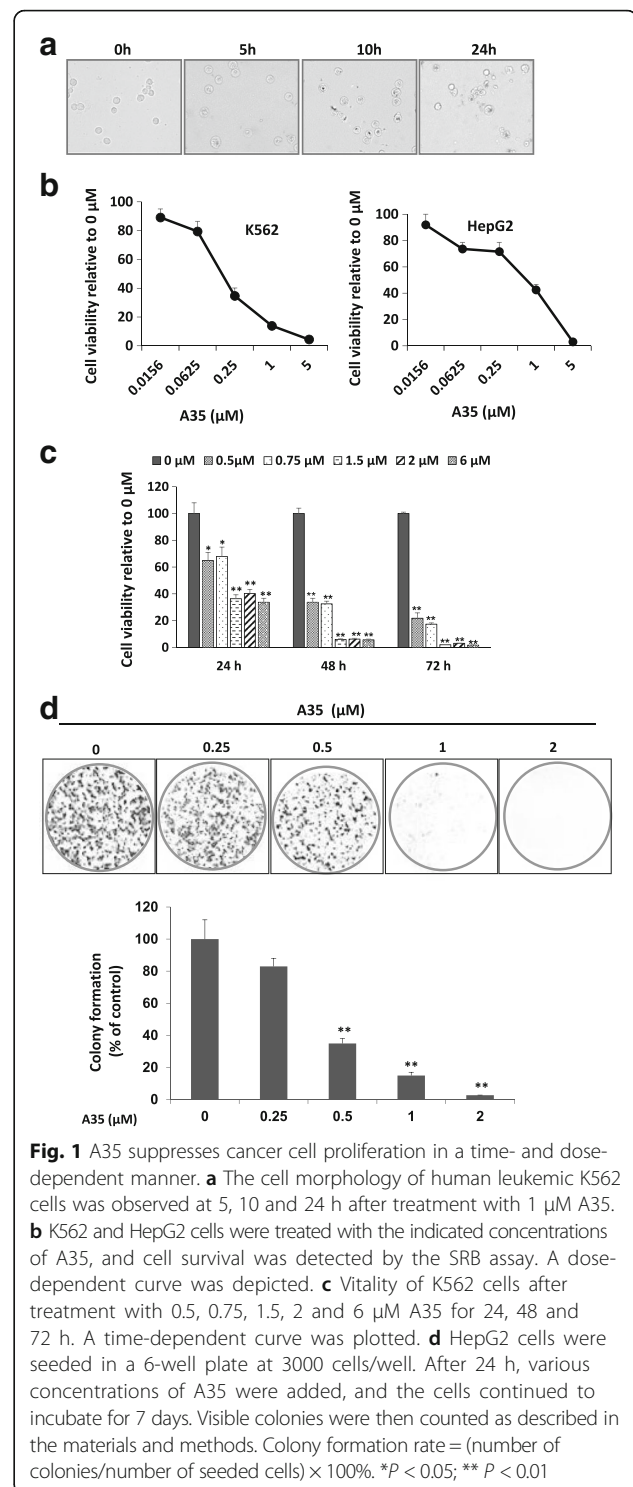 a
0h 5h 10h 24h
b
Cell viability relative to 0 μM
100
80
60
40
20
0
K562
0.0156 0.0625 0.25 1 5
A35 (μM)
Cell viability relative to 0 μM
100
80
60
40
20
0
HepG2
0.0156 0.0625 0.25 1 5
A35 (μM)
c
0 μM 0.5μM 0.75 μM 1.5 μM 2 μM 6 μM
Cell viability relative to 0 μM
120
100
80
60
40
20
0
* * ** ** **
** ** ** ** **
** ** ** ** **
24 h 48 h 72 h
d
A35 (μM)
0 0.25 0.5 1 2
Colony formation
(% of control)
120
100
80
60
40
20
0
** ** **
A35 (μM) 0 0.25 0.5 1 2
Fig. 1 A35 suppresses cancer cell proliferation in a time- and dose-
dependent manner. a The cell morphology of human leukemic K562
cells was observed at 5, 10 and 24 h after treatment with 1 μM A35.
b K562 and HepG2 cells were treated with the indicated concentrations
of A35, and cell survival was detected by the SRB assay. A dose-
dependent curve was depicted. c Vitality of K562 cells after
treatment with 0.5, 0.75, 1.5, 2 and 6 μM A35 for 24, 48 and
72 h. A time-dependent curve was plotted. d HepG2 cells were
seeded in a 6-well plate at 3000 cells/well. After 24 h, various
concentrations of A35 were added, and the cells continued to
incubate for 7 days. Visible colonies were then counted as described in
the materials and methods. Colony formation rate = (number of
colonies/number of seeded cells) × 100%. *P < 0.05; ** P < 0.01